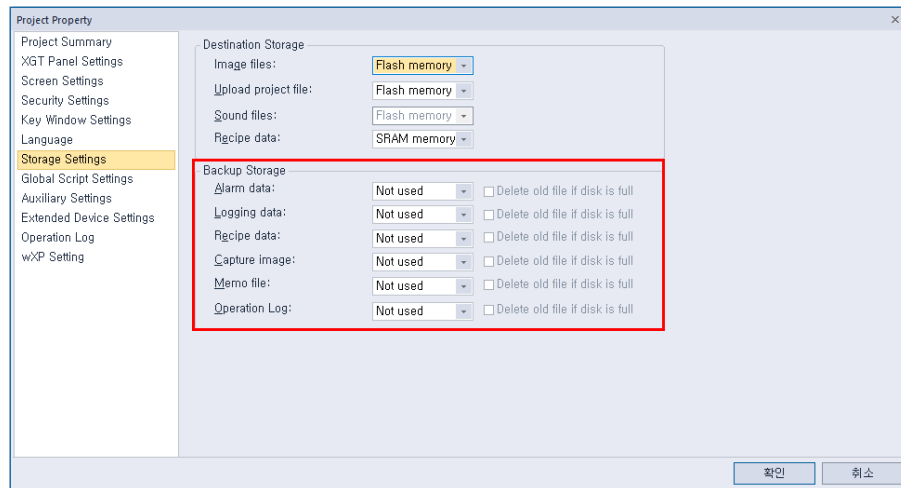 Project Property
Project Summary
XGT Panel Settings
Screen Settings
Security Settings
Key Window Settings
Language
Storage Settings
Global Script Settings
Auxiliary Settings
Extended Device Settings
Operation Log
wXP Setting
Destination Storage
Image files: Flash memory
Upload project file: Flash memory
Sound files: Flash memory
Recipe data: SRAM memory
Backup Storage
Alarm data: Not used Delete old file if disk is full
Logging data: Not used Delete old file if disk is full
Recipe data: Not used Delete old file if disk is full
Capture image: Not used Delete old file if disk is full
Memo file: Not used Delete old file if disk is full
Operation Log: Not used Delete old file if disk is full
확인 취소